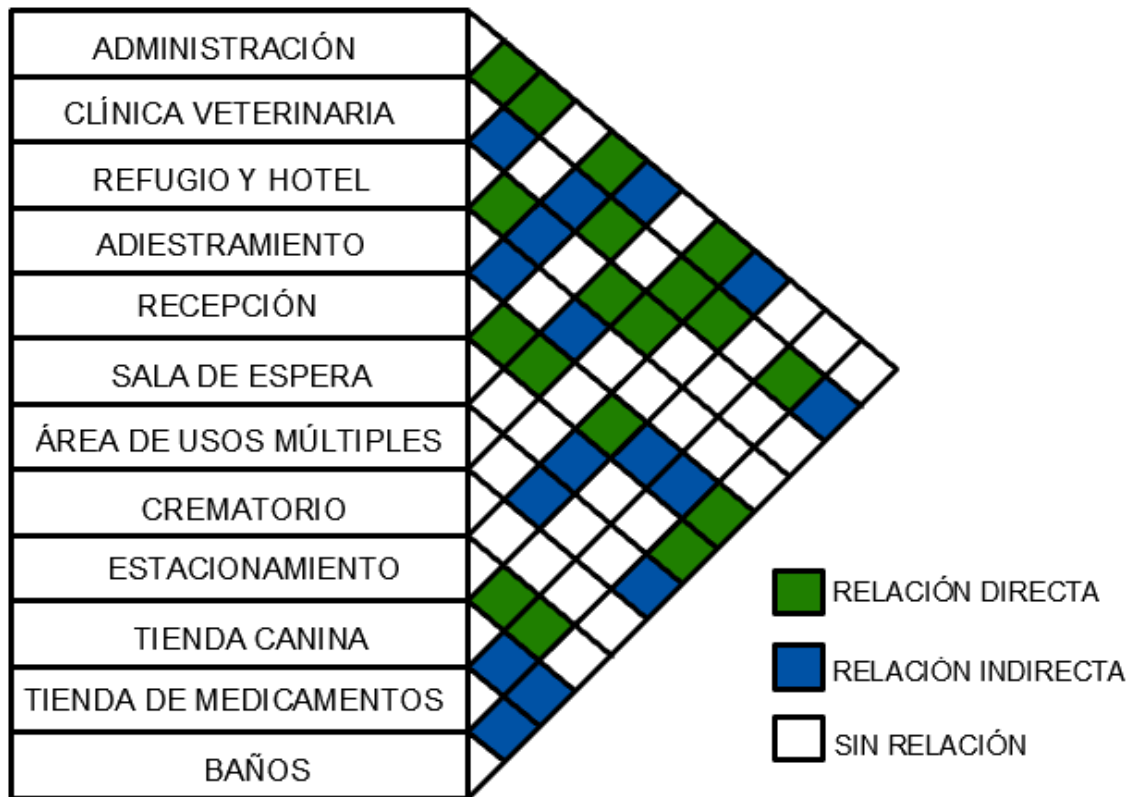 ADMINISTRACIÓN
CLÍNICA VETERINARIA
REFUGIO Y HOTEL
ADIESTRAMIENTO
RECEPCIÓN
SALA DE ESPERA
ÁREA DE USOS MÚLTIPLES
CREMATORIO
ESTACIONAMIENTO
TIENDA CANINA
TIENDA DE MEDICAMENTOS
BAÑOS
RELACIÓN DIRECTA
RELACIÓN INDIRECTA
SIN RELACIÓN